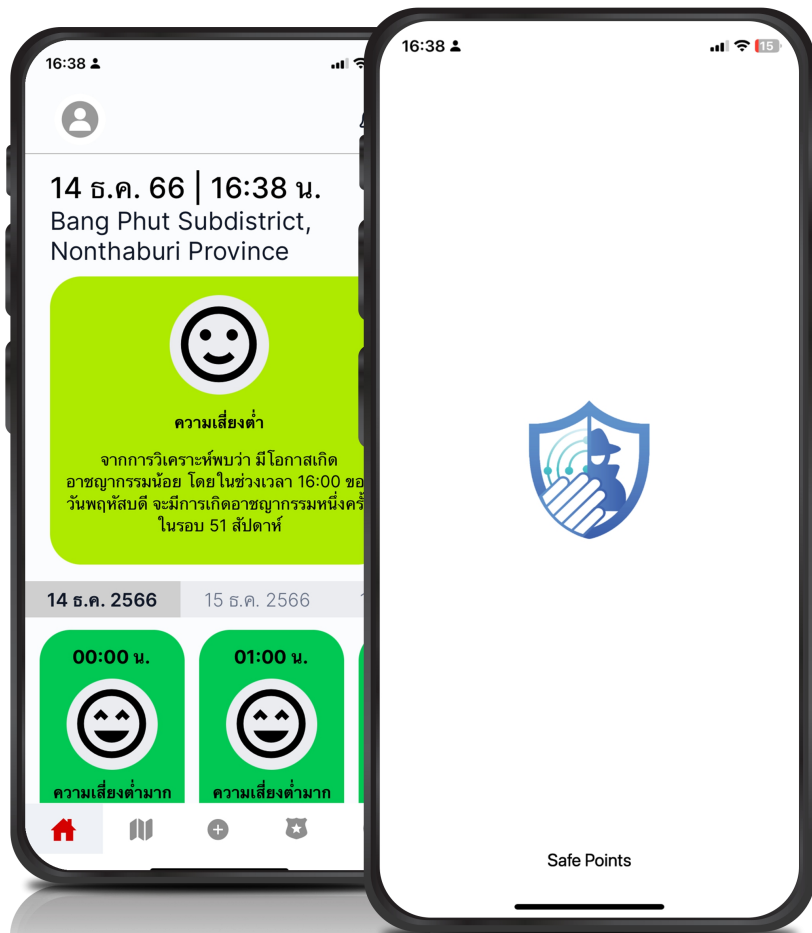 16:38
14 ธ.ค. 66 | 16:38 น.
Bang Phut Subdistrict,
Nonthaburi Province
ความเสี่ยงต่ำ
จากการวิเคราะห์พบว่า มีโอกาสเกิด
อาชญากรรมน้อย โดยในช่วงเวลา 16:00
วันพฤหัสบดี จะมีการเกิดอาชญากรรมหนึ่ง
ในรอบ 51 สัปดาห์
14 ธ.ค. 2566 15 ธ.ค. 2566
00:00 น. 01:00 น.
ความเสี่ยงต่ำมาก ความเสี่ยงต่ำมาก
16:38 15
Safe Points